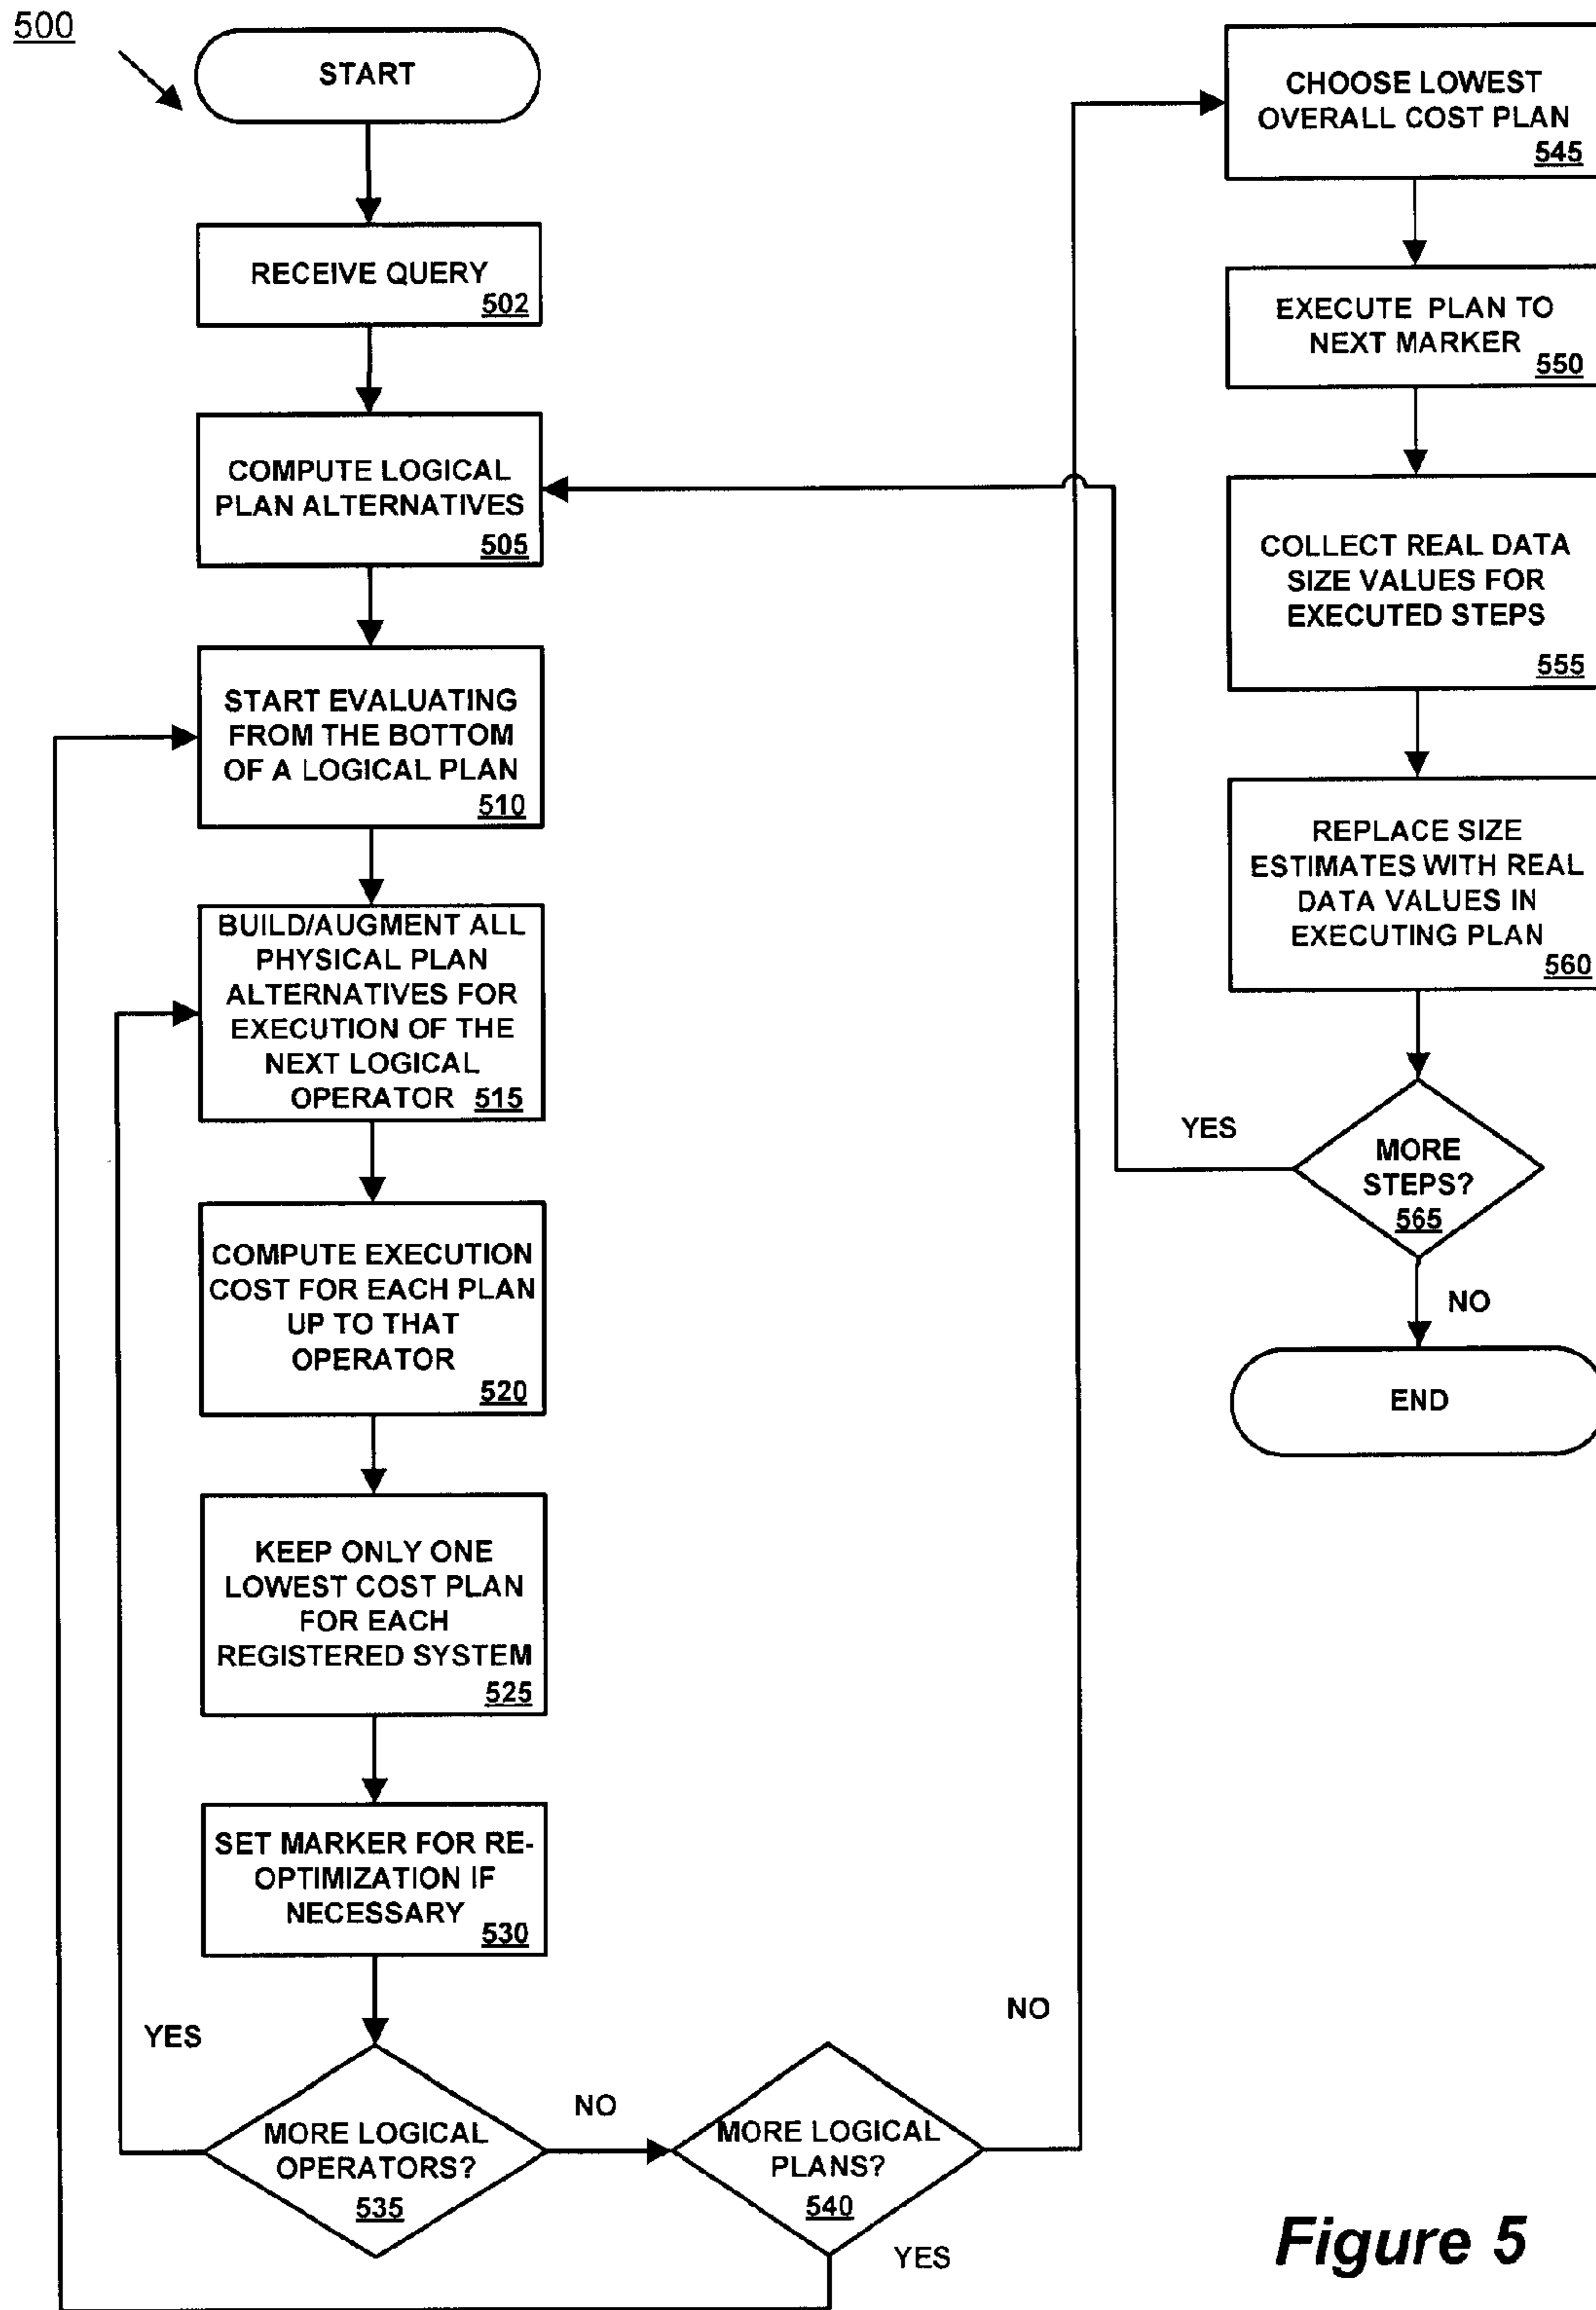 500
START
RECEIVE QUERY
502
COMPUTE LOGICAL
PLAN ALTERNATIVES
505
START EVALUATING
FROM THE BOTTOM
OF A LOGICAL PLAN
510
BUILD/AUGMENT ALL
PHYSICAL PLAN
ALTERNATIVES FOR
EXECUTION OF THE
NEXT LOGICAL
OPERATOR 515
COMPUTE EXECUTION
COST FOR EACH PLAN
UP TO THAT
OPERATOR
520
KEEP ONLY ONE
LOWEST COST PLAN
FOR EACH
REGISTERED SYSTEM
525
SET MARKER FOR RE-
OPTIMIZATION IF
NECESSARY
530
YES
MORE LOGICAL
OPERATORS?
535
NO
MORE LOGICAL
PLANS?
540
YES
NO
CHOOSE LOWEST
OVERALL COST PLAN
545
EXECUTE PLAN TO
NEXT MARKER
550
COLLECT REAL DATA
SIZE VALUES FOR
EXECUTED STEPS
555
REPLACE SIZE
ESTIMATES WITH REAL
DATA VALUES IN
EXECUTING PLAN
560
YES
MORE
STEPS?
565
NO
END
Figure 5